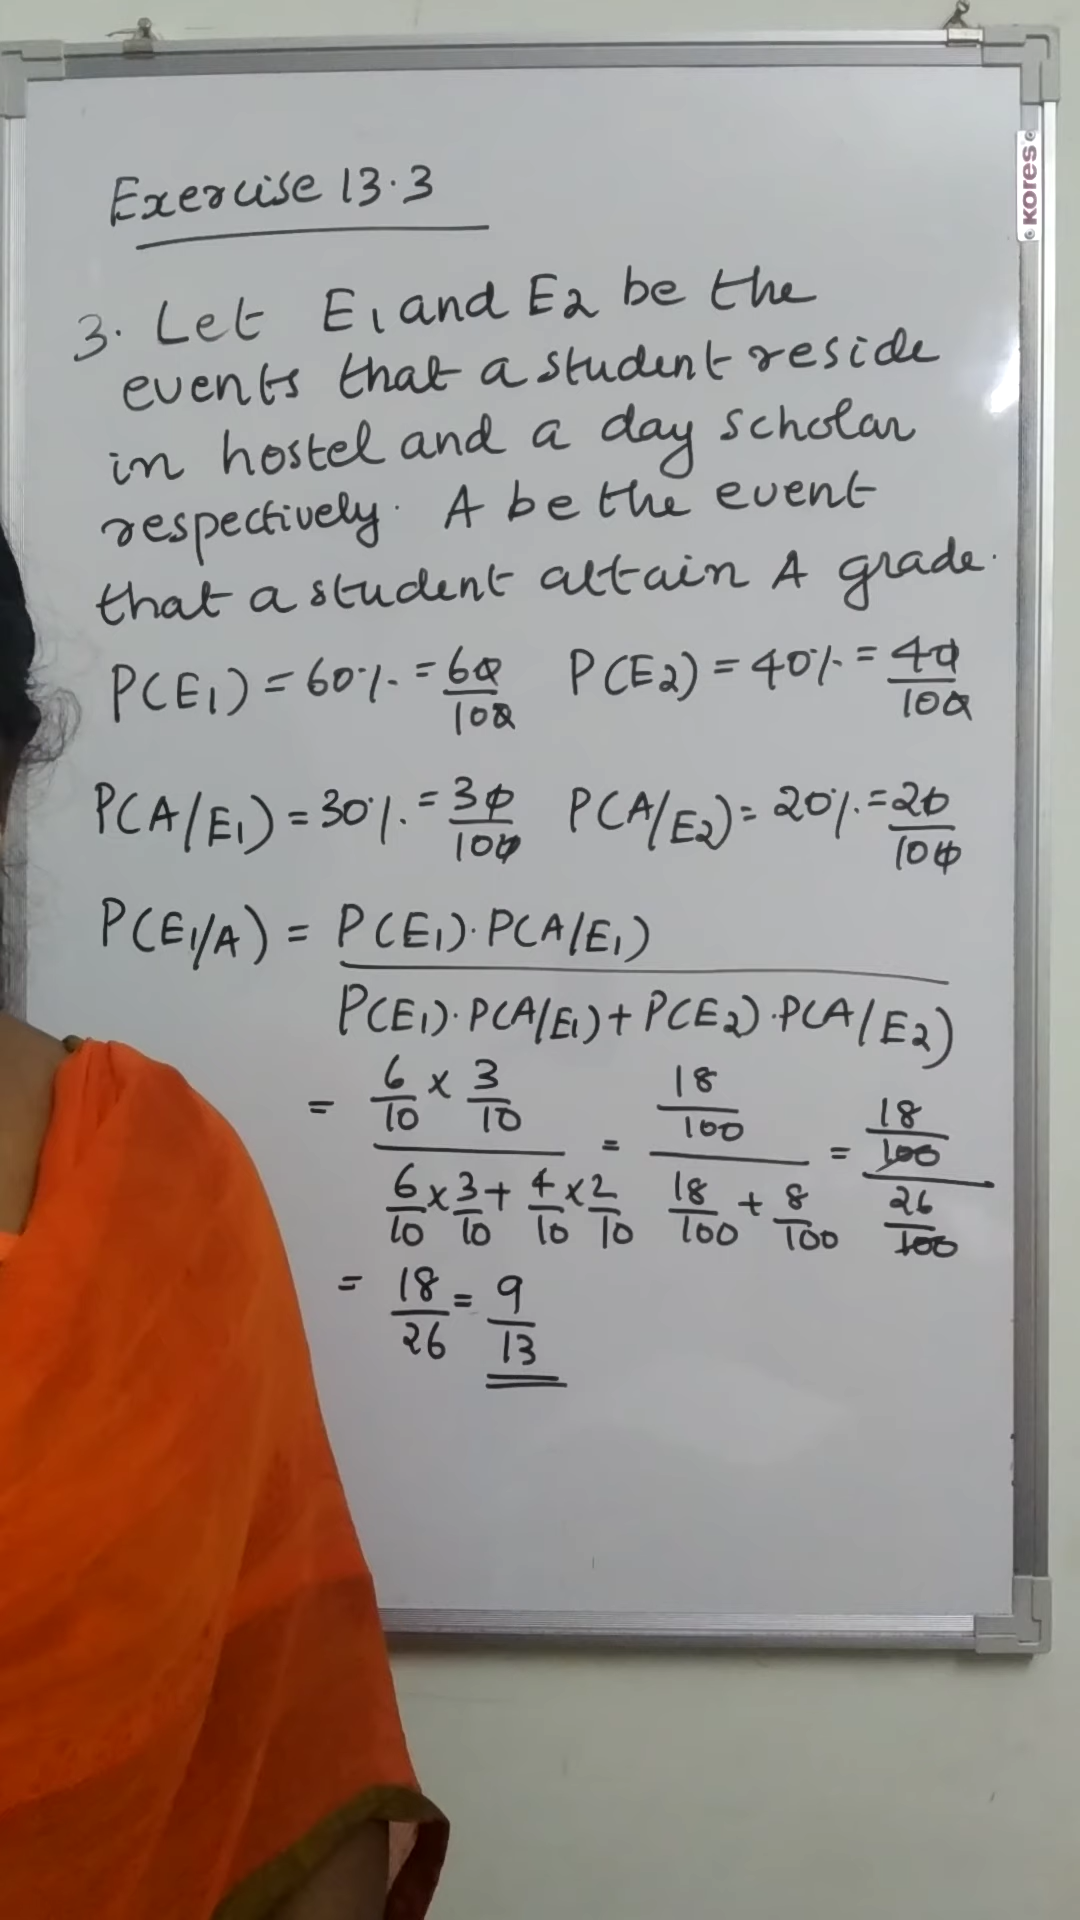 KORES
Exercise 13.3
3. Let E1 and E2 be the
events that a student reside
in hostel and a day scholar
respectively. A be the event
that a student attain A grade.
P(E1) = 60% = 60/100 P(E2) = 40% = 40/100
P(A/E1) = 30% = 30/100 P(A/E2) = 20% = 20/100
P(E1/A) = P(E1).P(A/E1)
P(E1).P(A/E1) + P(E2).P(A/E2)
= 6/10 x 3/10 / 6/10 x 3/10 + 4/10 x 2/10 = 18/100 / 18/100 + 8/100 = 18/100 / 26/100
= 18/26 = 9/13